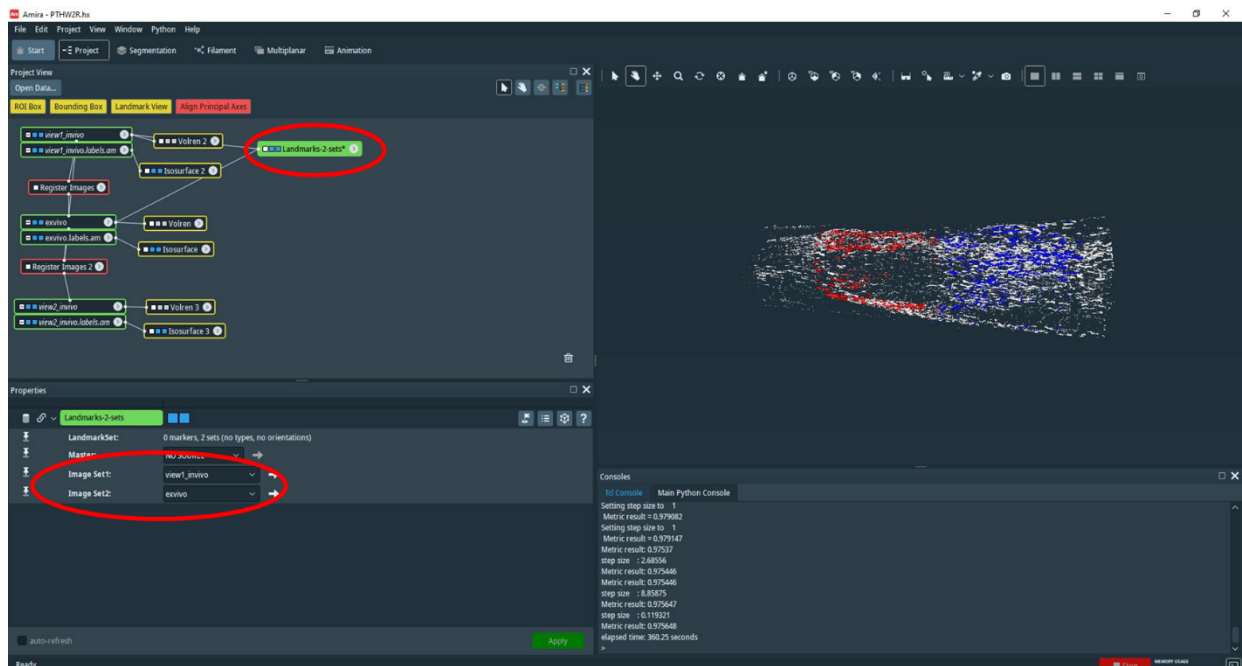 Amira - PTHW2R.hx
File Edit Project View Window Python Help
Start Project Segmentation Filament Multiplanar Animation
Project View
Open Data...
ROI Box Bounding Box Landmark View Align Principal Axes
view1_invivo
Volren 2
Landmarks-2-sets*
view1_invivo.labels.am
Isosurface 2
Register Images
exvivo
Volren
exvivo.labels.am
Isosurface
Register Images 2
view2_invivo
Volren 3
view2_invivo.labels.am
Isosurface 3
Properties
Landmarks-2-sets
LandmarkSet: 0 markers, 2 sets (no types, no orientations)
Master: NO SOURCE
Image Set1: view1_invivo
Image Set2: exvivo
auto-refresh
Apply
Ready
Consoles
Tcl Console Main Python Console
Setting step size to 1
Metric result = 0.979082
Setting step size to 1
Metric result = 0.979147
Metric result: 0.97537
step size : 2.68556
Metric result: 0.975446
Metric result: 0.975446
step size : 8.85875
Metric result: 0.975647
step size : 0.119321
Metric result: 0.975648
elapsed time: 360.25 seconds
>
Stop
MEMORY USAGE